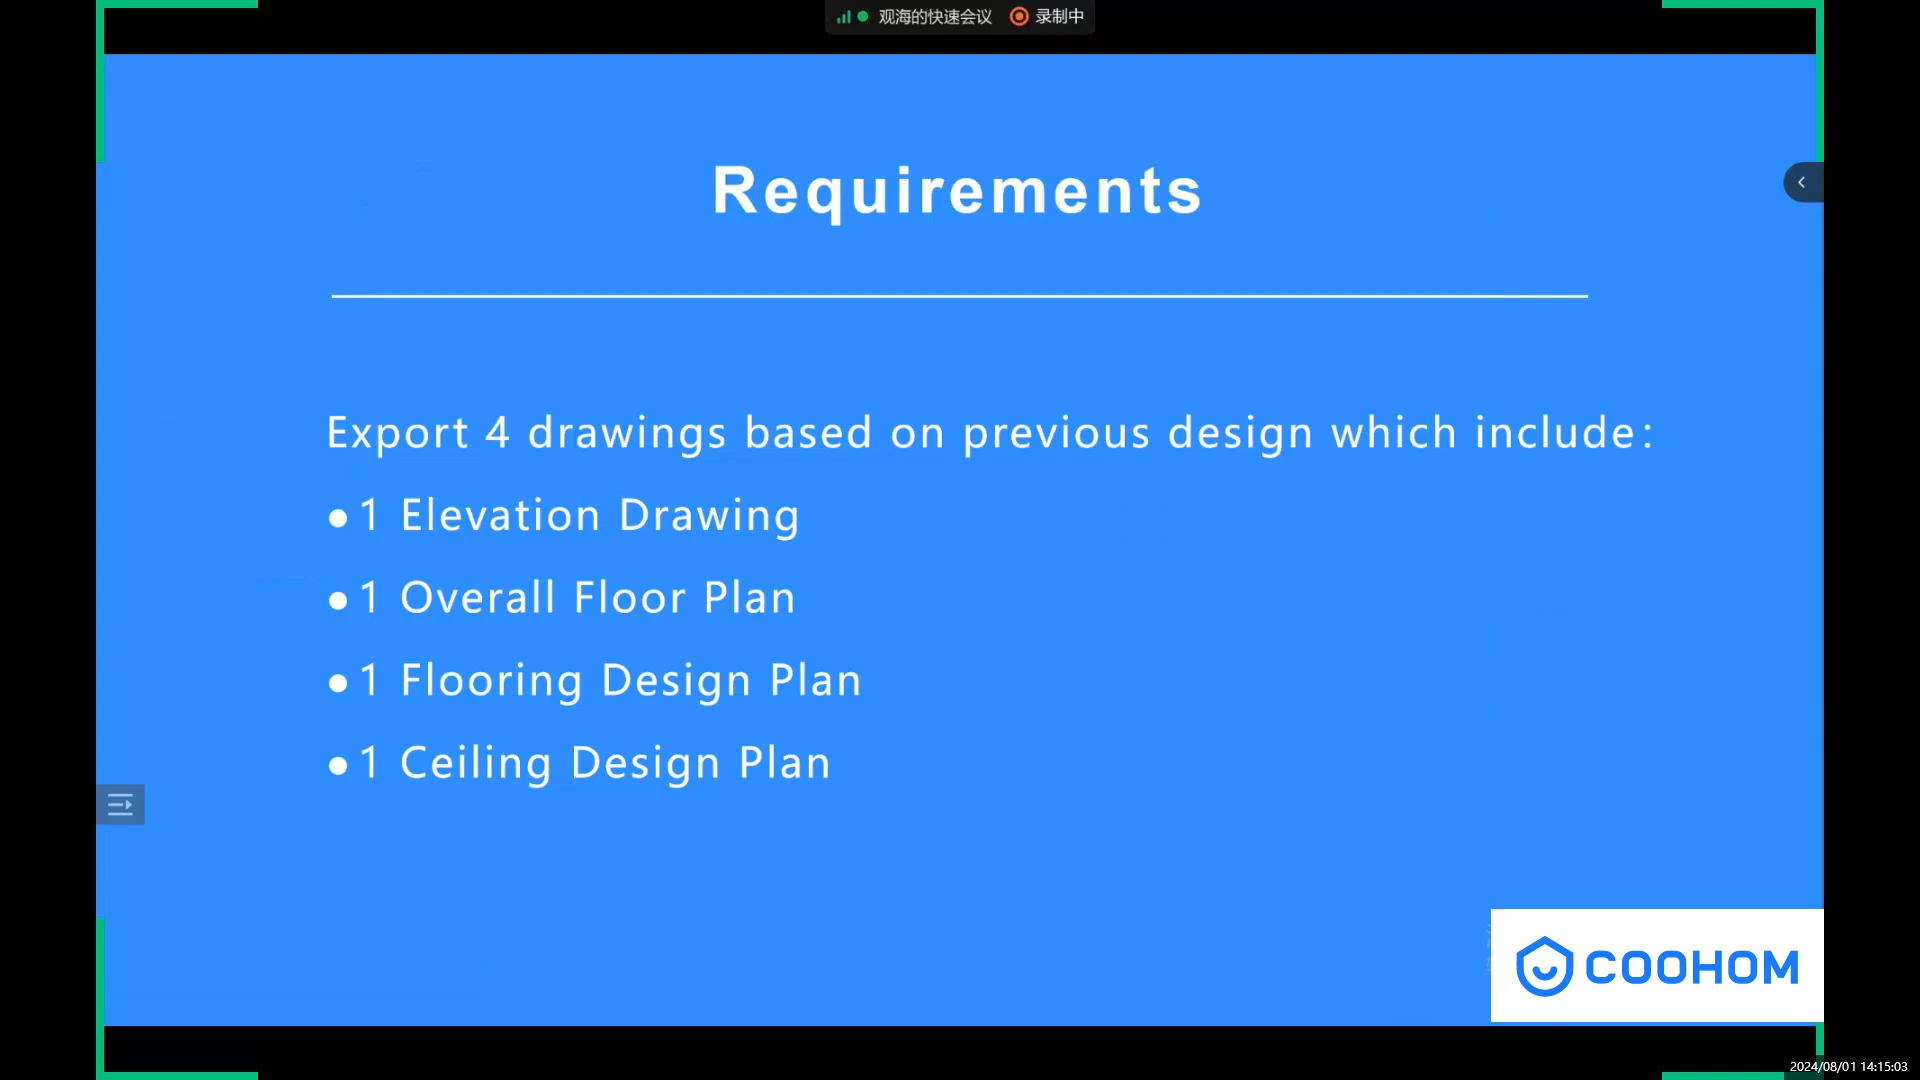 观海的快速会议 录制中
Requirements
Export 4 drawings based on previous design which include:
●1 Elevation Drawing
●1 Overall Floor Plan
●1 Flooring Design Plan
●1 Ceiling Design Plan
COOHOM
2024/08/01 14:15:03